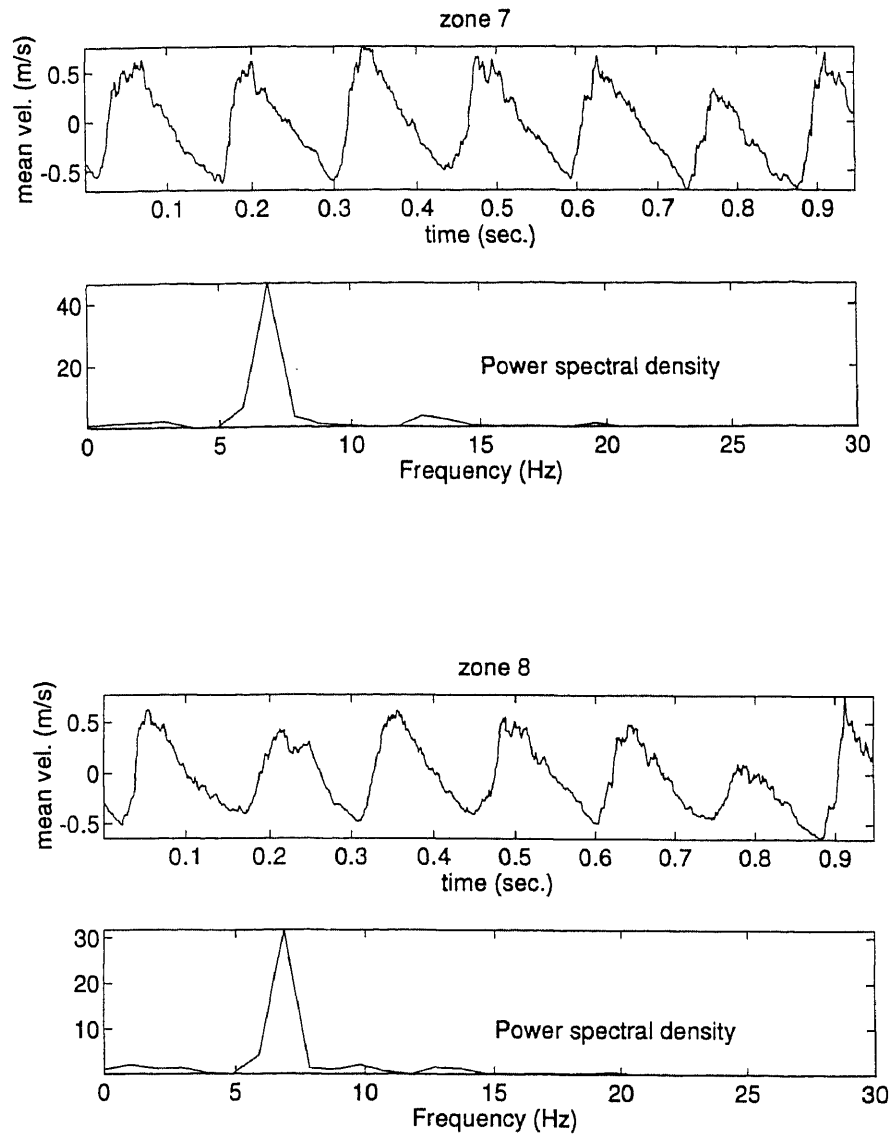 zone 7
mean vel. (m/s)
0.5
0
-0.5
0.1 0.2 0.3 0.4 0.5 0.6 0.7 0.8 0.9
time (sec.)
40
20
Power spectral density
0 5 10 15 20 25 30
Frequency (Hz)
zone 8
mean vel. (m/s)
0.5
0
-0.5
0.1 0.2 0.3 0.4 0.5 0.6 0.7 0.8 0.9
time (sec.)
30
20
10
Power spectral density
0 5 10 15 20 25 30
Frequency (Hz)